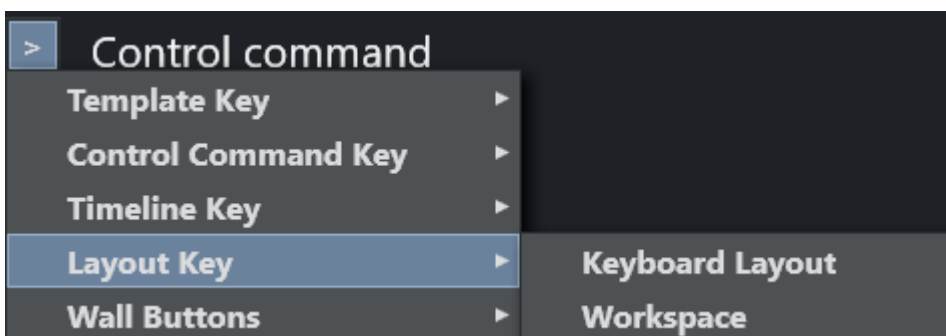 > Control command
Template Key
Control Command Key
Timeline Key
Layout Key
Keyboard Layout
Wall Buttons
Workspace